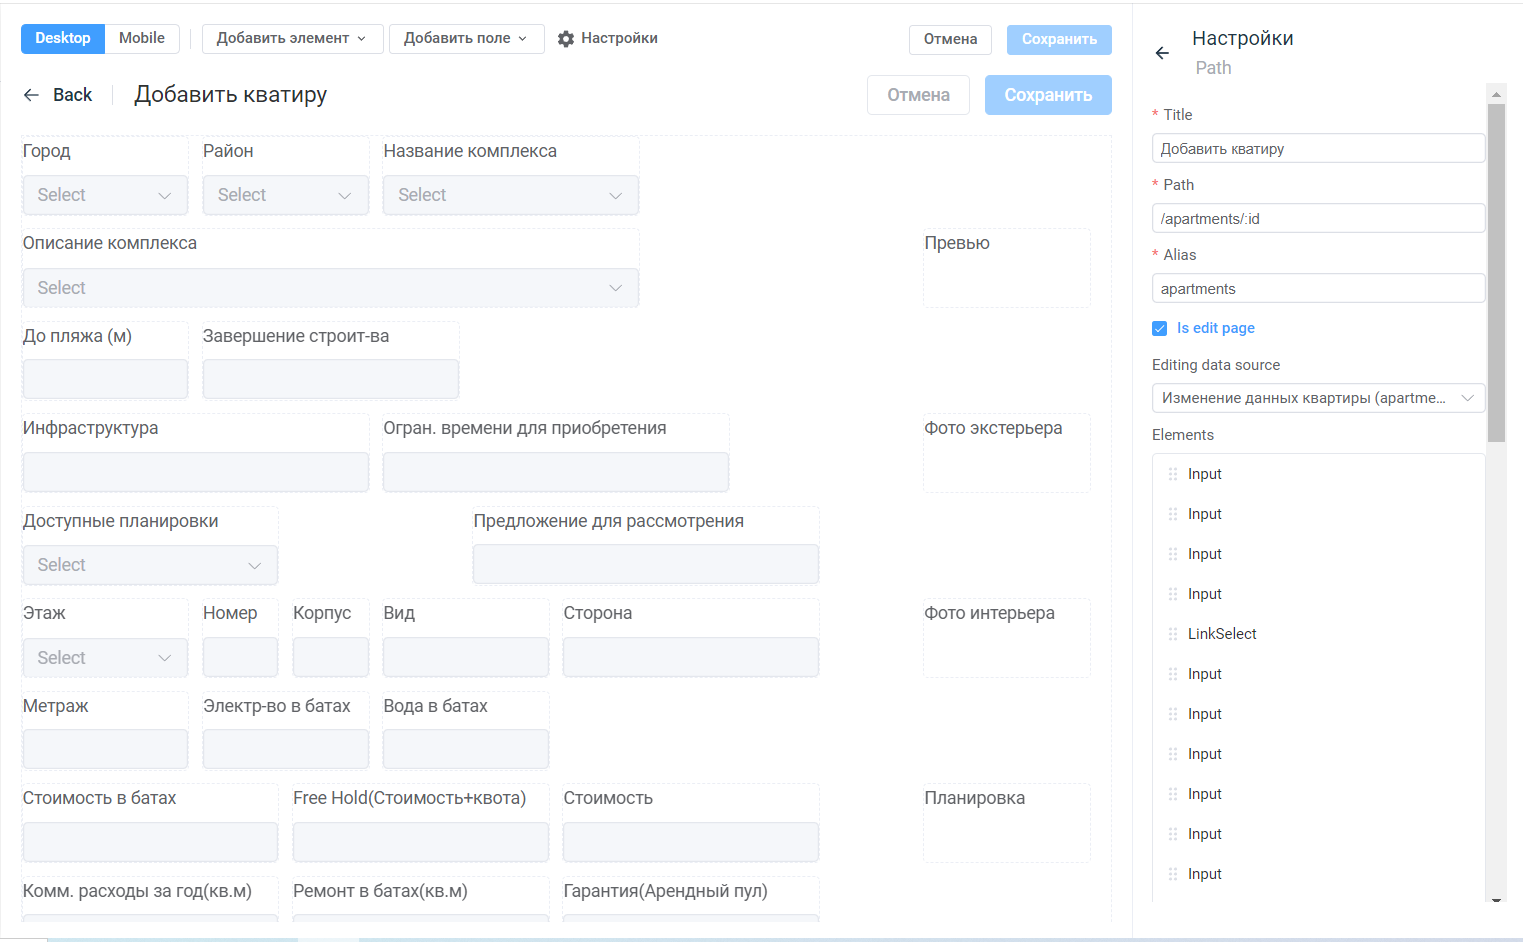 Desktop
Mobile
Добавить элемент
Добавить поле
Настройки
Отмена
Сохранить
Back
Добавить кватиру
Отмена
Сохранить
Город
Район
Название комплекса
Select
Select
Select
Описание комплекса
Превью
Select
До пляжа (м)
Завершение строит-ва
Инфраструктура
Огран. времени для приобретения
Фото экстерьера
Доступные планировки
Предложение для рассмотрения
Select
Этаж
Номер
Корпус
Вид
Сторона
Фото интерьера
Select
Метраж
Электр-во в батах
Вода в батах
Стоимость в батах
Free Hold(Стоимость+квота)
Стоимость
Планировка
Комм. расходы за год(кв.м)
Ремонт в батах(кв.м)
Гарантия(Арендный пул)
Настройки
Path
* Title
Добавить кватиру
* Path
/apartments/:id
* Alias
apartments
Is edit page
Editing data source
Изменение данных квартиры (apartme...
Elements
Input
Input
Input
Input
LinkSelect
Input
Input
Input
Input
Input
Input